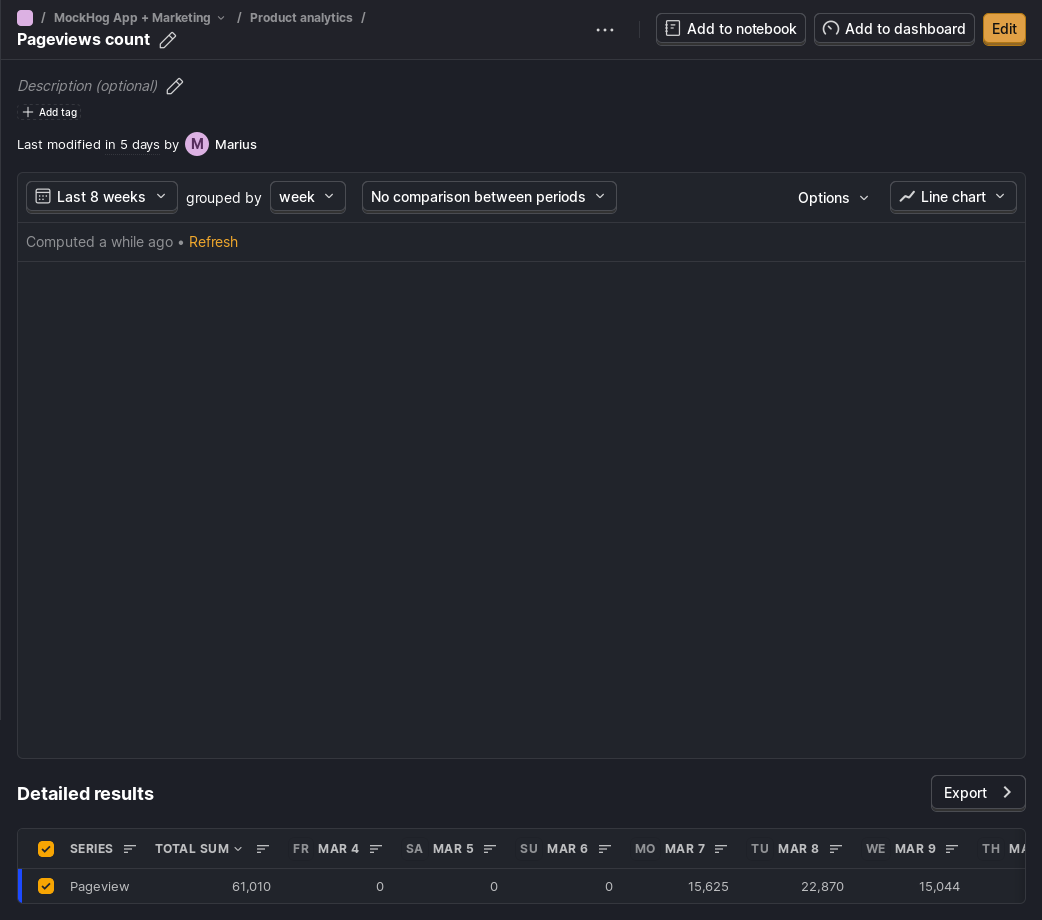 / MockHog App + Marketing / Product analytics /
Pageviews count
Add to notebook
Add to dashboard
Edit
Description (optional)
Add tag
Last modified in 5 days by M Marius
Last 8 weeks grouped by week No comparison between periods Options Line chart
Computed a while ago • Refresh
Detailed results
Export
SERIES TOTAL SUM FR MAR 4 SA MAR 5 SU MAR 6 MO MAR 7 TU MAR 8 WE MAR 9 TH
Pageview 61,010 0 0 0 15,625 22,870 15,044